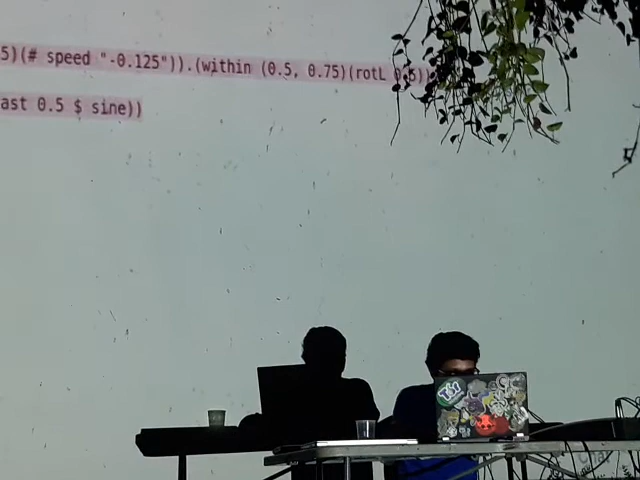 5)(# speed "-0.125")).(within (0.5, 0.75)(rotL 0.5))
ast 0.5 $ sine))